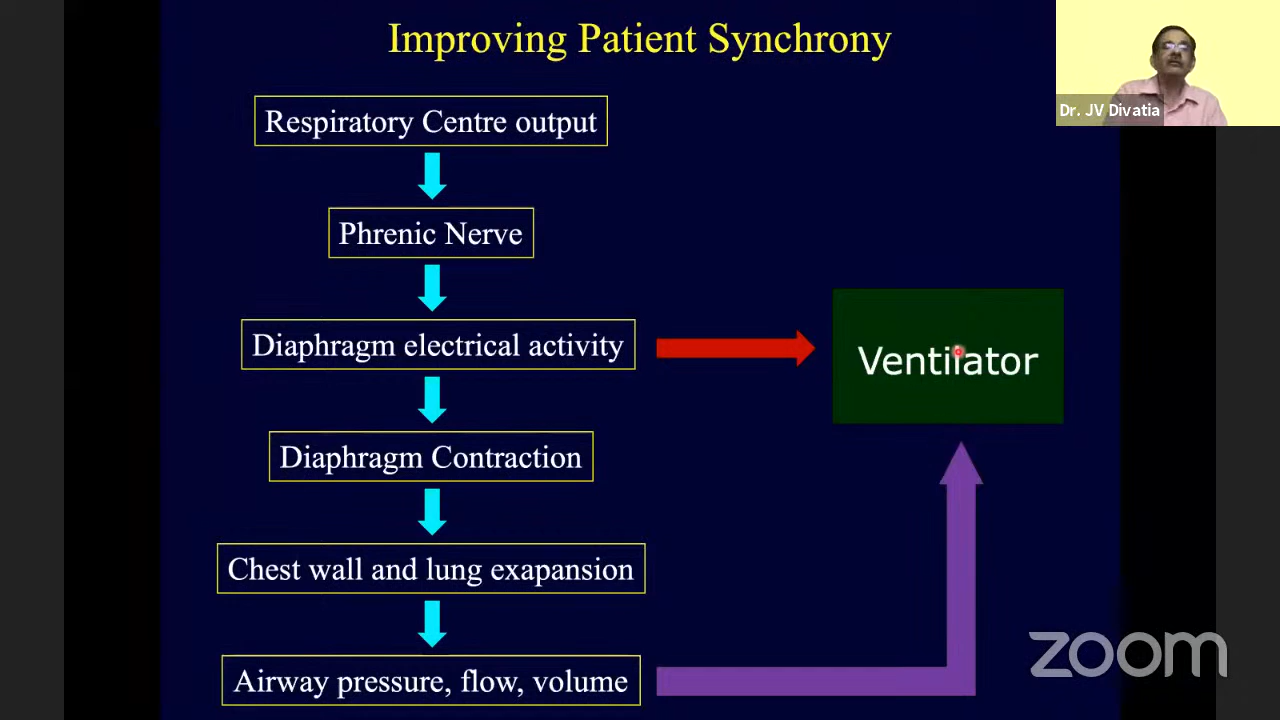 Improving Patient Synchrony
Dr. JV Divatia
Respiratory Centre output
Phrenic Nerve
Diaphragm electrical activity
Ventilator
Diaphragm Contraction
Chest wall and lung exapansion
Airway pressure, flow, volume
zoom